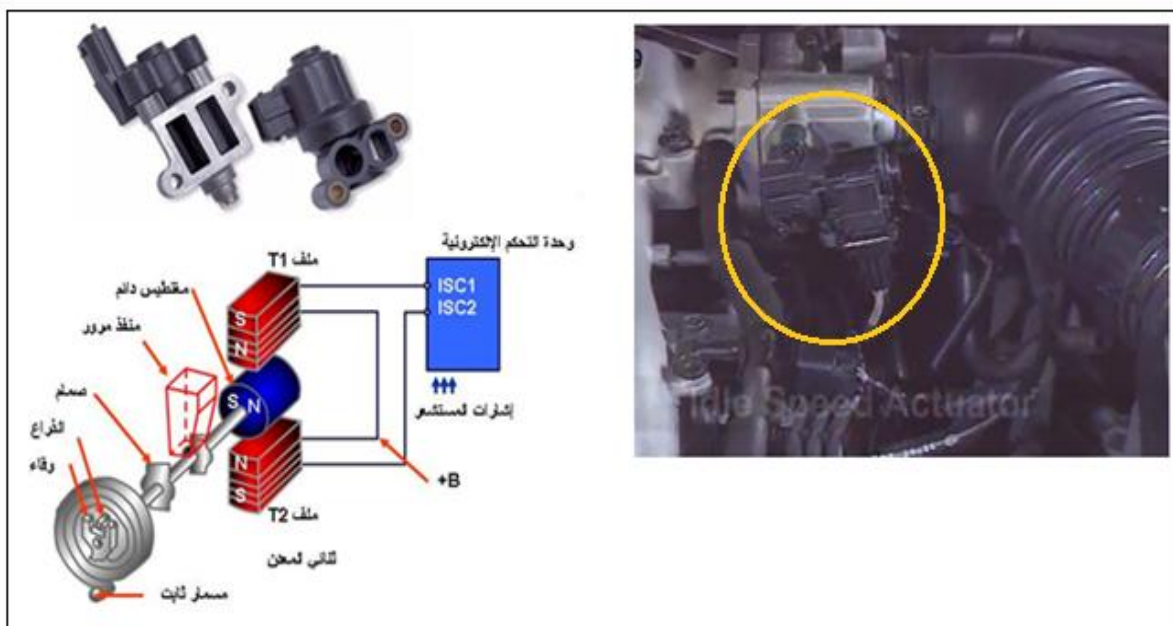 وحدة التحكم الإلكترونية
ملف T1
ISC1
ISC2
مغنطيس دائم
منفذ مرور
S
N
S N
صمام
إشارات المستشعر
الذراع
وقاء
N
S
+B
ملف T2
ثنائي المعدن
مسمار ثابت
Idle Speed Actuator